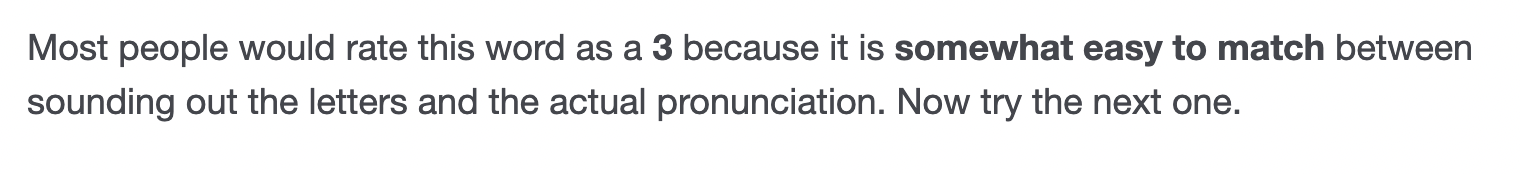 Most people would rate this word as a 3 because it is somewhat easy to match between
sounding out the letters and the actual pronunciation. Now try the next one.